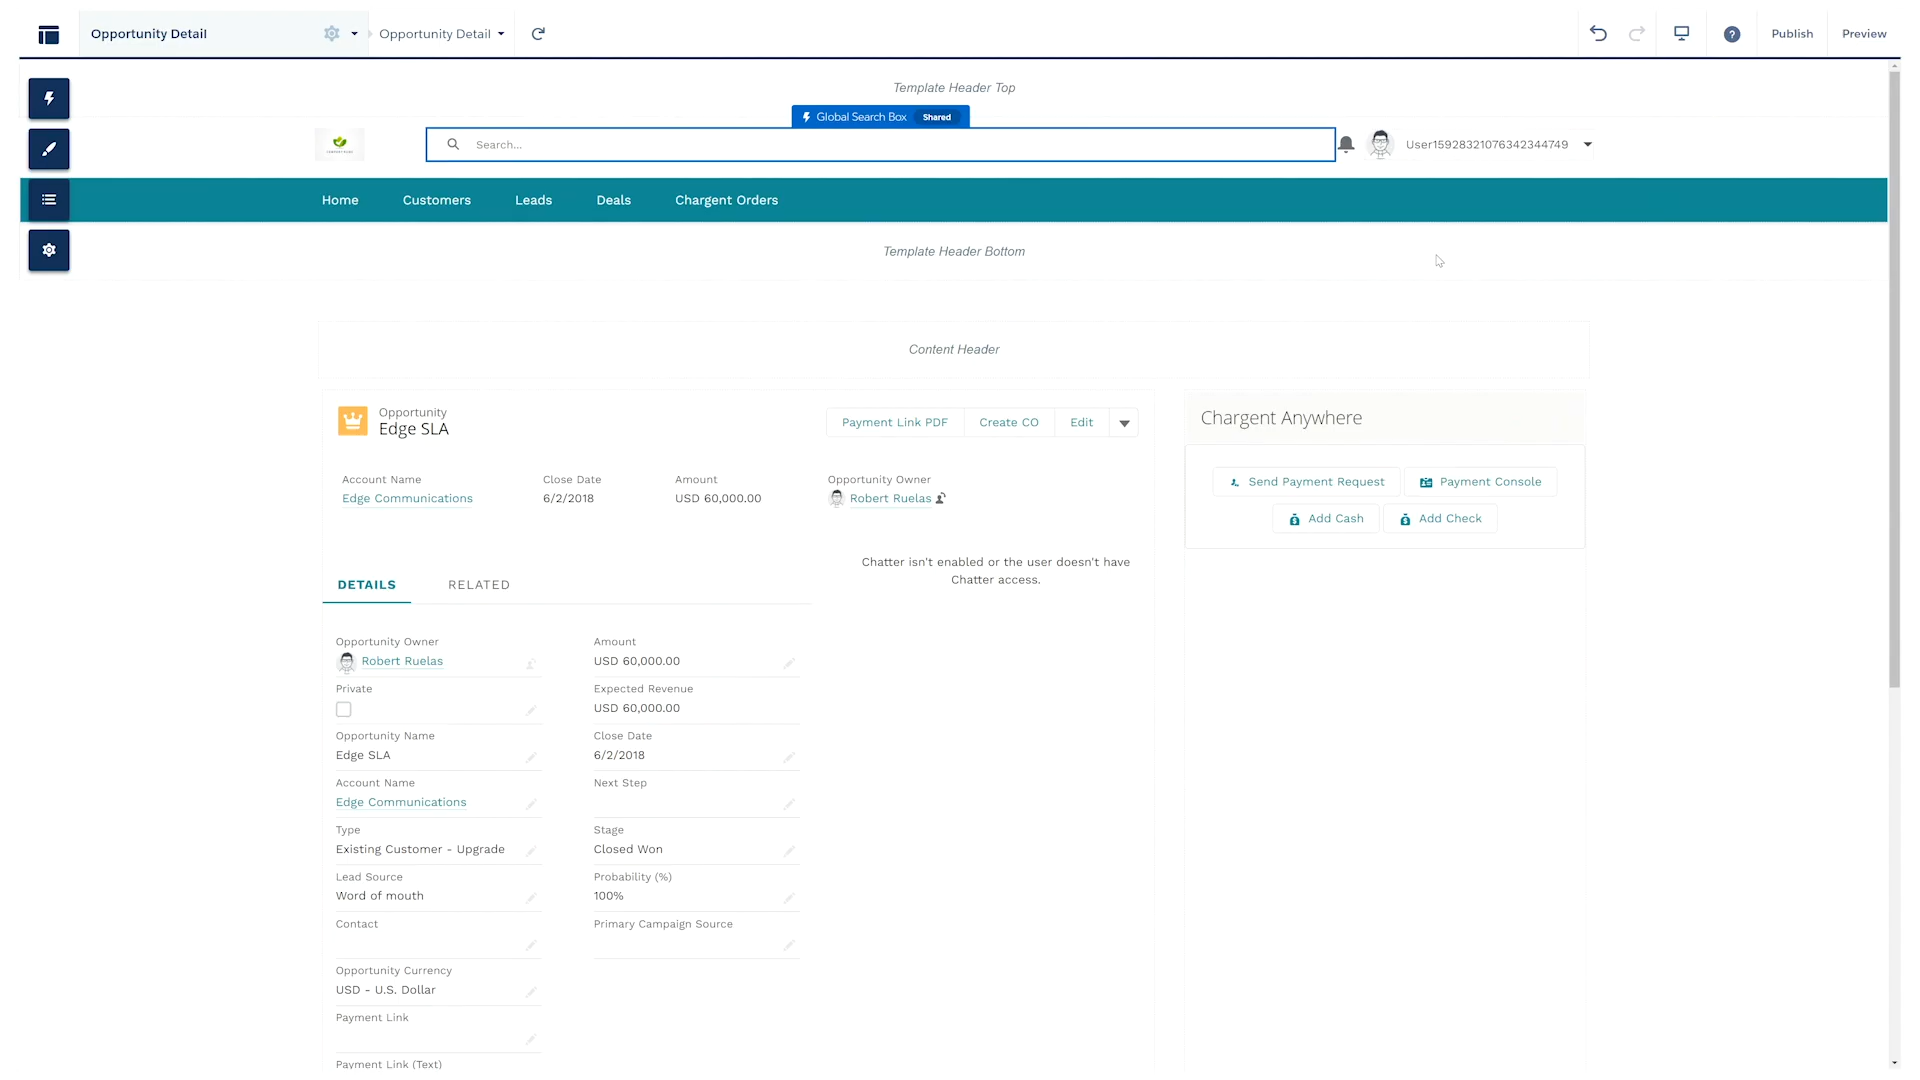 Opportunity Detail
Opportunity Detail
Publish
Preview
Template Header Top
Global Search Box Shared
Search...
User15928321076342344749
Home Customers Leads Deals Chargent Orders
Template Header Bottom
Content Header
Opportunity
Edge SLA
Payment Link PDF Create CO Edit
Account Name Close Date Amount Opportunity Owner
Edge Communications 6/2/2018 USD 60,000.00 Robert Ruelas
Chargent Anywhere
Send Payment Request Payment Console
Add Cash Add Check
Chatter isn't enabled or the user doesn't have
Chatter access.
DETAILS RELATED
Opportunity Owner Amount
Robert Ruelas USD 60,000.00
Private Expected Revenue
USD 60,000.00
Opportunity Name Close Date
Edge SLA 6/2/2018
Account Name Next Step
Edge Communications
Type Stage
Existing Customer - Upgrade Closed Won
Lead Source Probability (%)
Word of mouth 100%
Contact Primary Campaign Source
Opportunity Currency
USD - U.S. Dollar
Payment Link
Payment Link (Text)